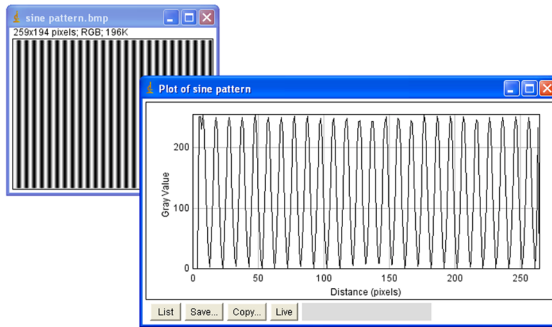 sine pattern.bmp
259x194 pixels; RGB; 196K
Plot of sine pattern
200
100
0
Gray Value
0 50 100 150 200 250
Distance (pixels)
List Save... Copy... Live